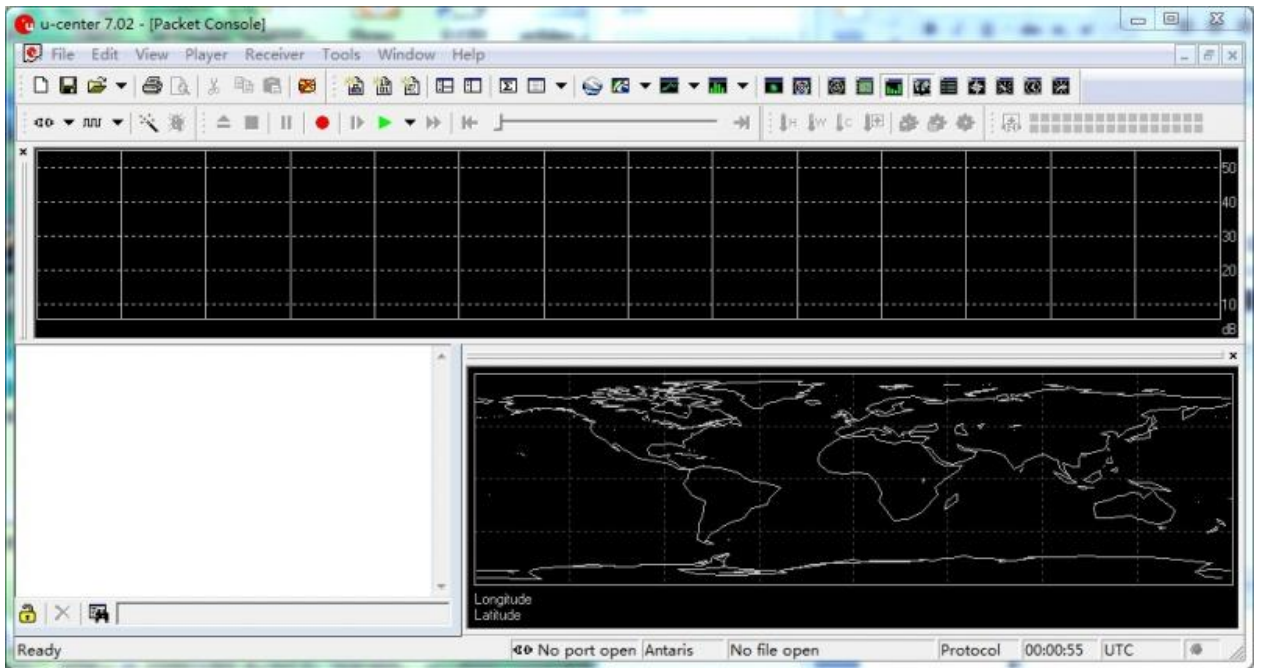 u-center 7.02 - [Packet Console]
File Edit View Player Receiver Tools Window Help
50
40
30
20
10
dB
Longitude
Latitude
Ready No port open Antaris No file open Protocol 00:00:55 UTC